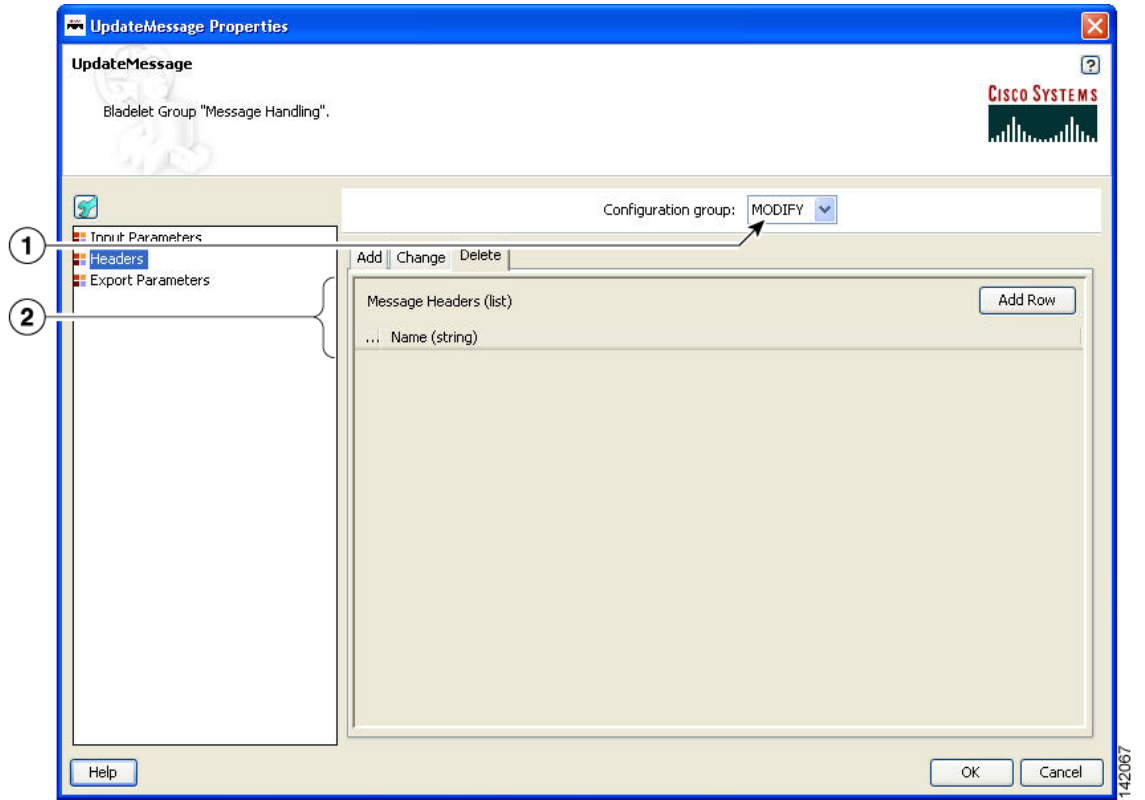 UpdateMessage Properties
UpdateMessage
?
Bladelet Group "Message Handling".
CISCO SYSTEMS
Configuration group: MODIFY
1
Input Parameters
Headers
Export Parameters
Add Change Delete
2
Message Headers (list)
Add Row
... Name (string)
Help
OK
Cancel
142067